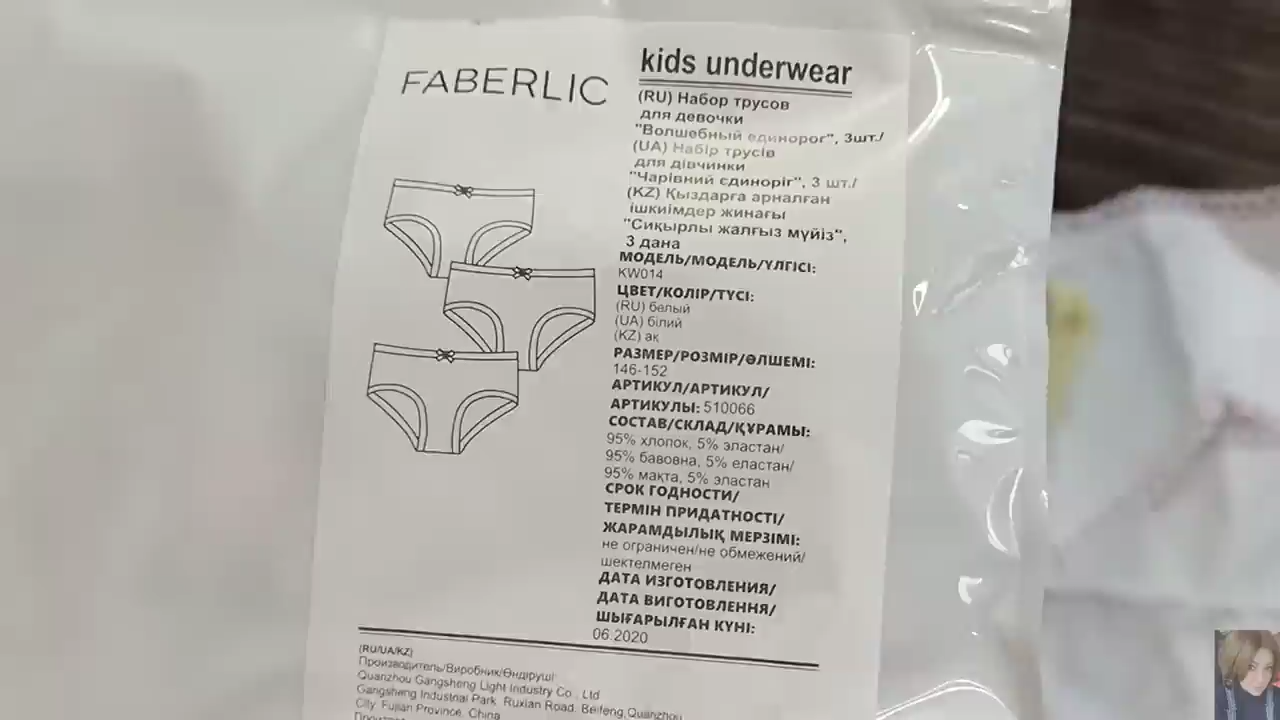 FABERLIC
kids underwear
(RU) Набор трусов
для девочки
"Волшебный единорог", 3шт./
(UA) Набір трусів
для дівчинки
"Чарівний єдиноріг", 3 шт./
(KZ) Қыздарға арналған
ішкиімдер жинағы
"Сиқырлы жалғыз мүйіз",
3 дана
МОДЕЛЬ/МОДЕЛЬ/ҮЛГІСІ:
KW014
ЦВЕТ/КОЛІР/ТҮСІ:
(RU) белый
(UA) білий
(KZ) ақ
РАЗМЕР/РОЗМІР/ӨЛШЕМІ:
146-152
АРТИКУЛ/АРТИКУЛ/
АРТИКУЛЫ: 510066
СОСТАВ/СКЛАД/ҚҰРАМЫ:
95% хлопок, 5% эластан/
95% бавовна, 5% еластан/
95% мақта, 5% эластан
СРОК ГОДНОСТИ/
ТЕРМІН ПРИДАТНОСТІ/
ЖАРАМДЫЛЫҚ МЕРЗІМІ:
не ограничен/не обмежений/
шектелмеген
ДАТА ИЗГОТОВЛЕНИЯ/
ДАТА ВИГОТОВЛЕННЯ/
ШЫҒАРЫЛҒАН КҮНІ:
06.2020
(RU/UA/KZ)
Производитель/Виробник/Өндіруші:
Quanzhou Gangsheng Light Industry Co., Ltd
Gangsheng Industrial Park, Ruxian Road, Beifeng, Quanzhou
City, Fujian Province, China